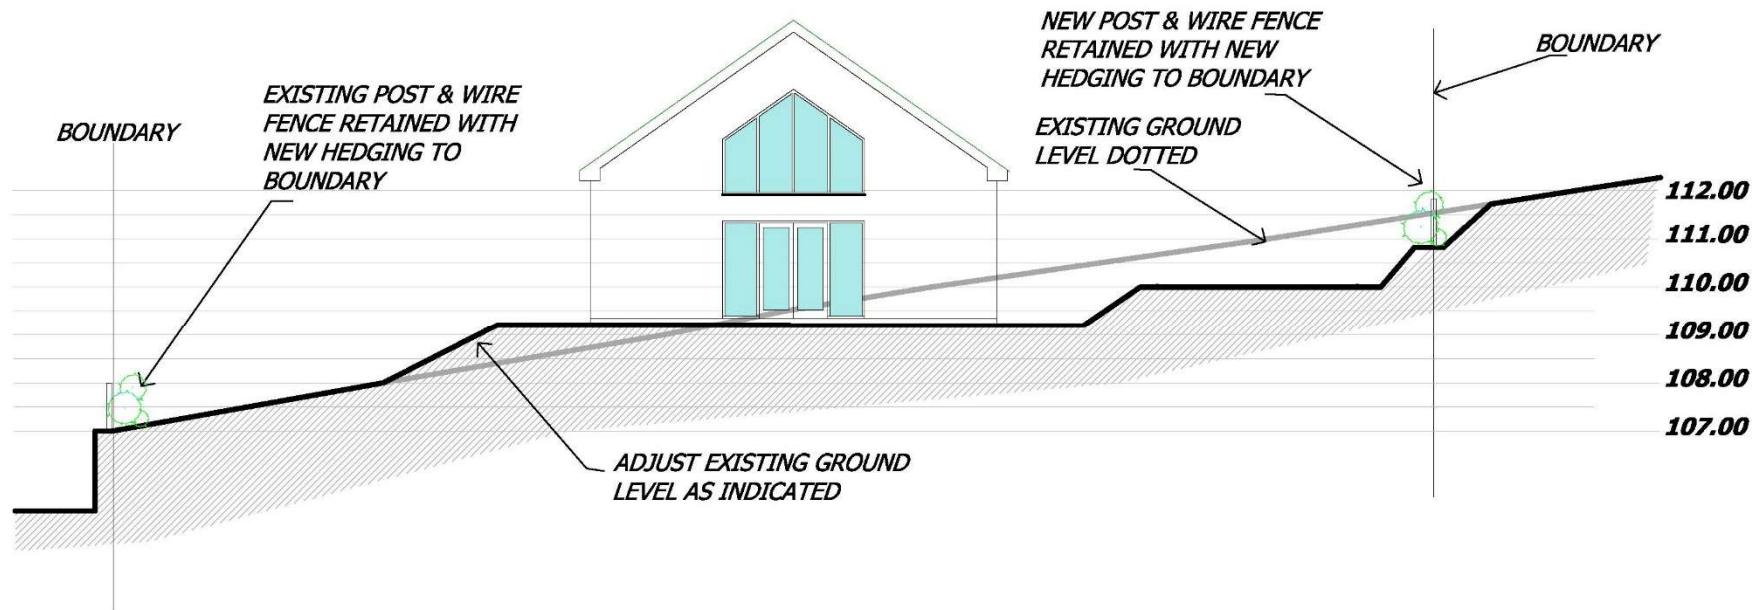 BOUNDARY
EXISTING POST & WIRE
FENCE RETAINED WITH
NEW HEDGING TO
BOUNDARY
NEW POST & WIRE FENCE
RETAINED WITH NEW
HEDGING TO BOUNDARY
EXISTING GROUND
LEVEL DOTTED
BOUNDARY
112.00
111.00
110.00
109.00
108.00
107.00
ADJUST EXISTING GROUND
LEVEL AS INDICATED